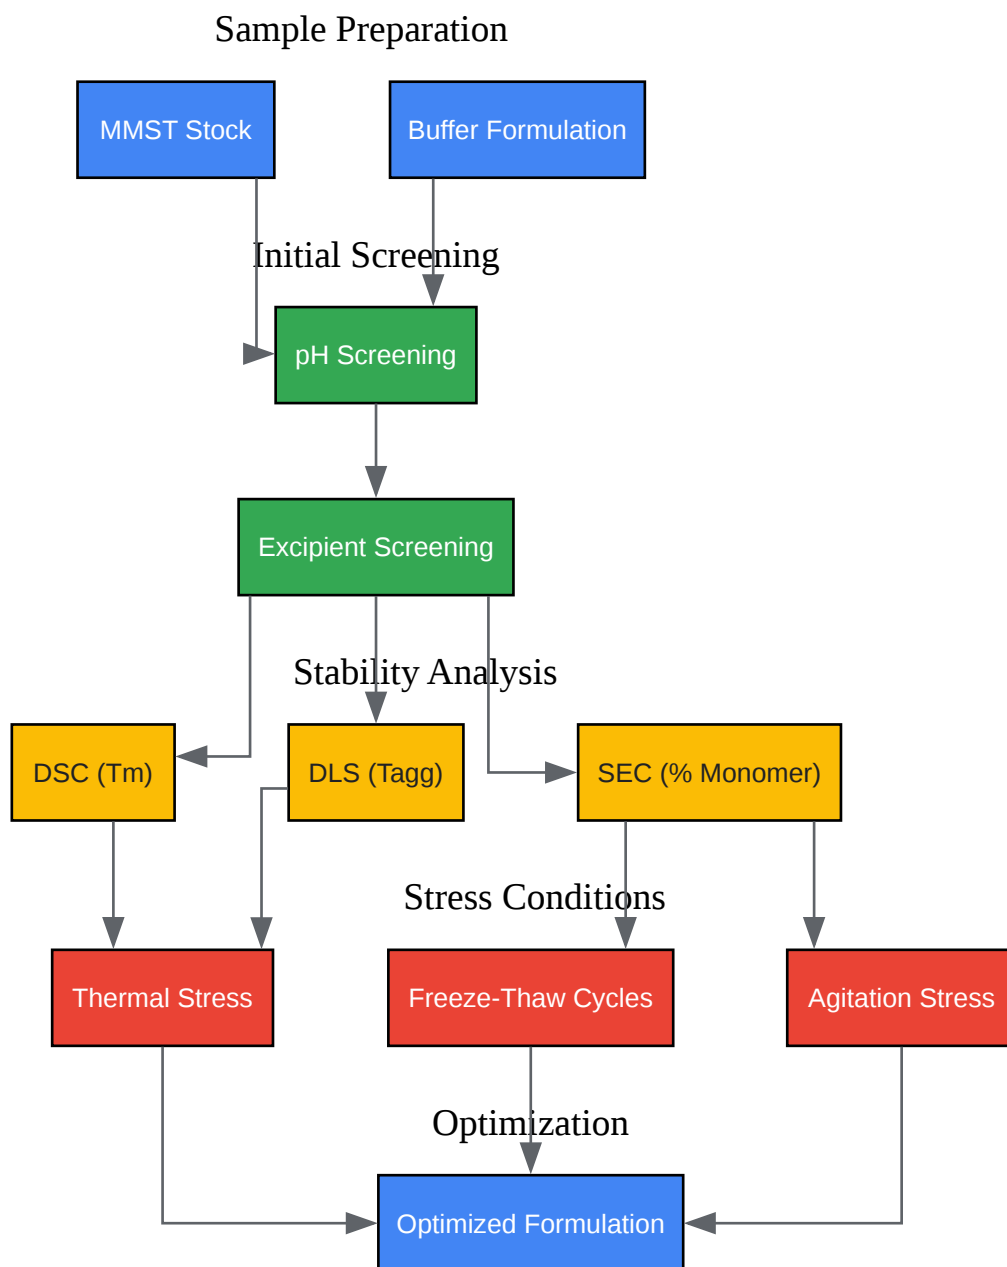 Sample Preparation
MMST Stock
Buffer Formulation
Initial Screening
pH Screening
Excipient Screening
Stability Analysis
DSC (Tm)
DLS (Tagg)
SEC (% Monomer)
Stress Conditions
Thermal Stress
Freeze-Thaw Cycles
Agitation Stress
Optimization
Optimized Formulation